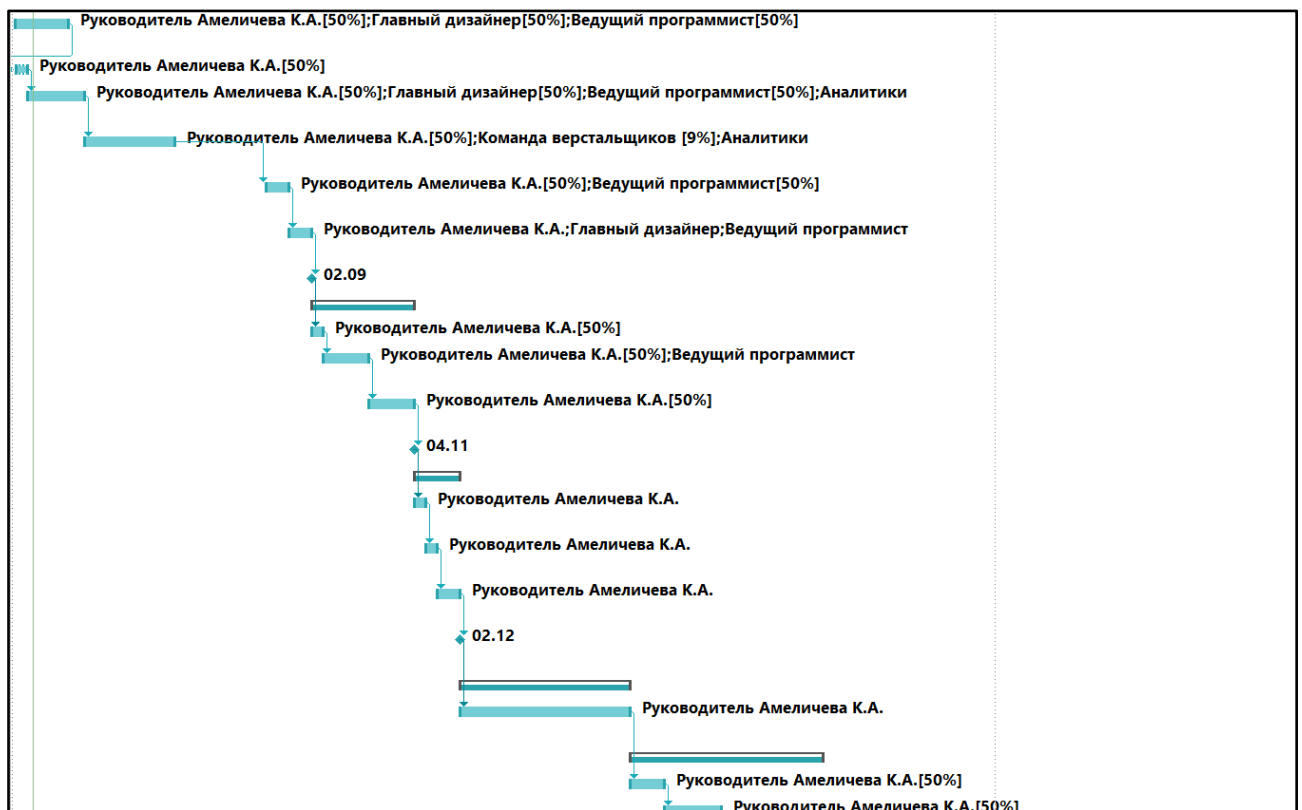 Руководитель Амеличева К.А.[50%];Главный дизайнер[50%];Ведущий программист[50%]
Руководитель Амеличева К.А.[50%]
Руководитель Амеличева К.А.[50%];Главный дизайнер[50%];Ведущий программист[50%];Аналитики
Руководитель Амеличева К.А.[50%];Команда верстальщиков [9%];Аналитики
Руководитель Амеличева К.А.[50%];Ведущий программист[50%]
Руководитель Амеличева К.А.;Главный дизайнер;Ведущий программист
02.09
Руководитель Амеличева К.А.[50%]
Руководитель Амеличева К.А.[50%];Ведущий программист
Руководитель Амеличева К.А.[50%]
04.11
Руководитель Амеличева К.А.
Руководитель Амеличева К.А.
Руководитель Амеличева К.А.
02.12
Руководитель Амеличева К.А.
Руководитель Амеличева К.А.[50%]
Руководитель Амеличева К.А.[50%]